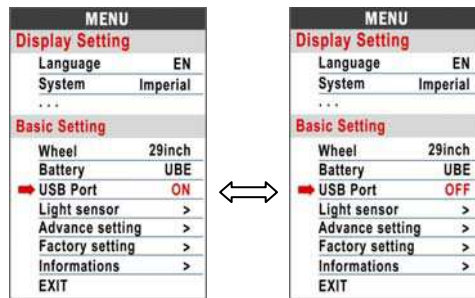 MENU
Display Setting
Language EN
System Imperial
...
Basic Setting
Wheel 29inch
Battery UBE
USB Port ON
Light sensor >
Advance setting >
Factory setting >
Informations >
EXIT
MENU
Display Setting
Language EN
System Imperial
...
Basic Setting
Wheel 29inch
Battery UBE
USB Port OFF
Light sensor >
Advance setting >
Factory setting >
Informations >
EXIT